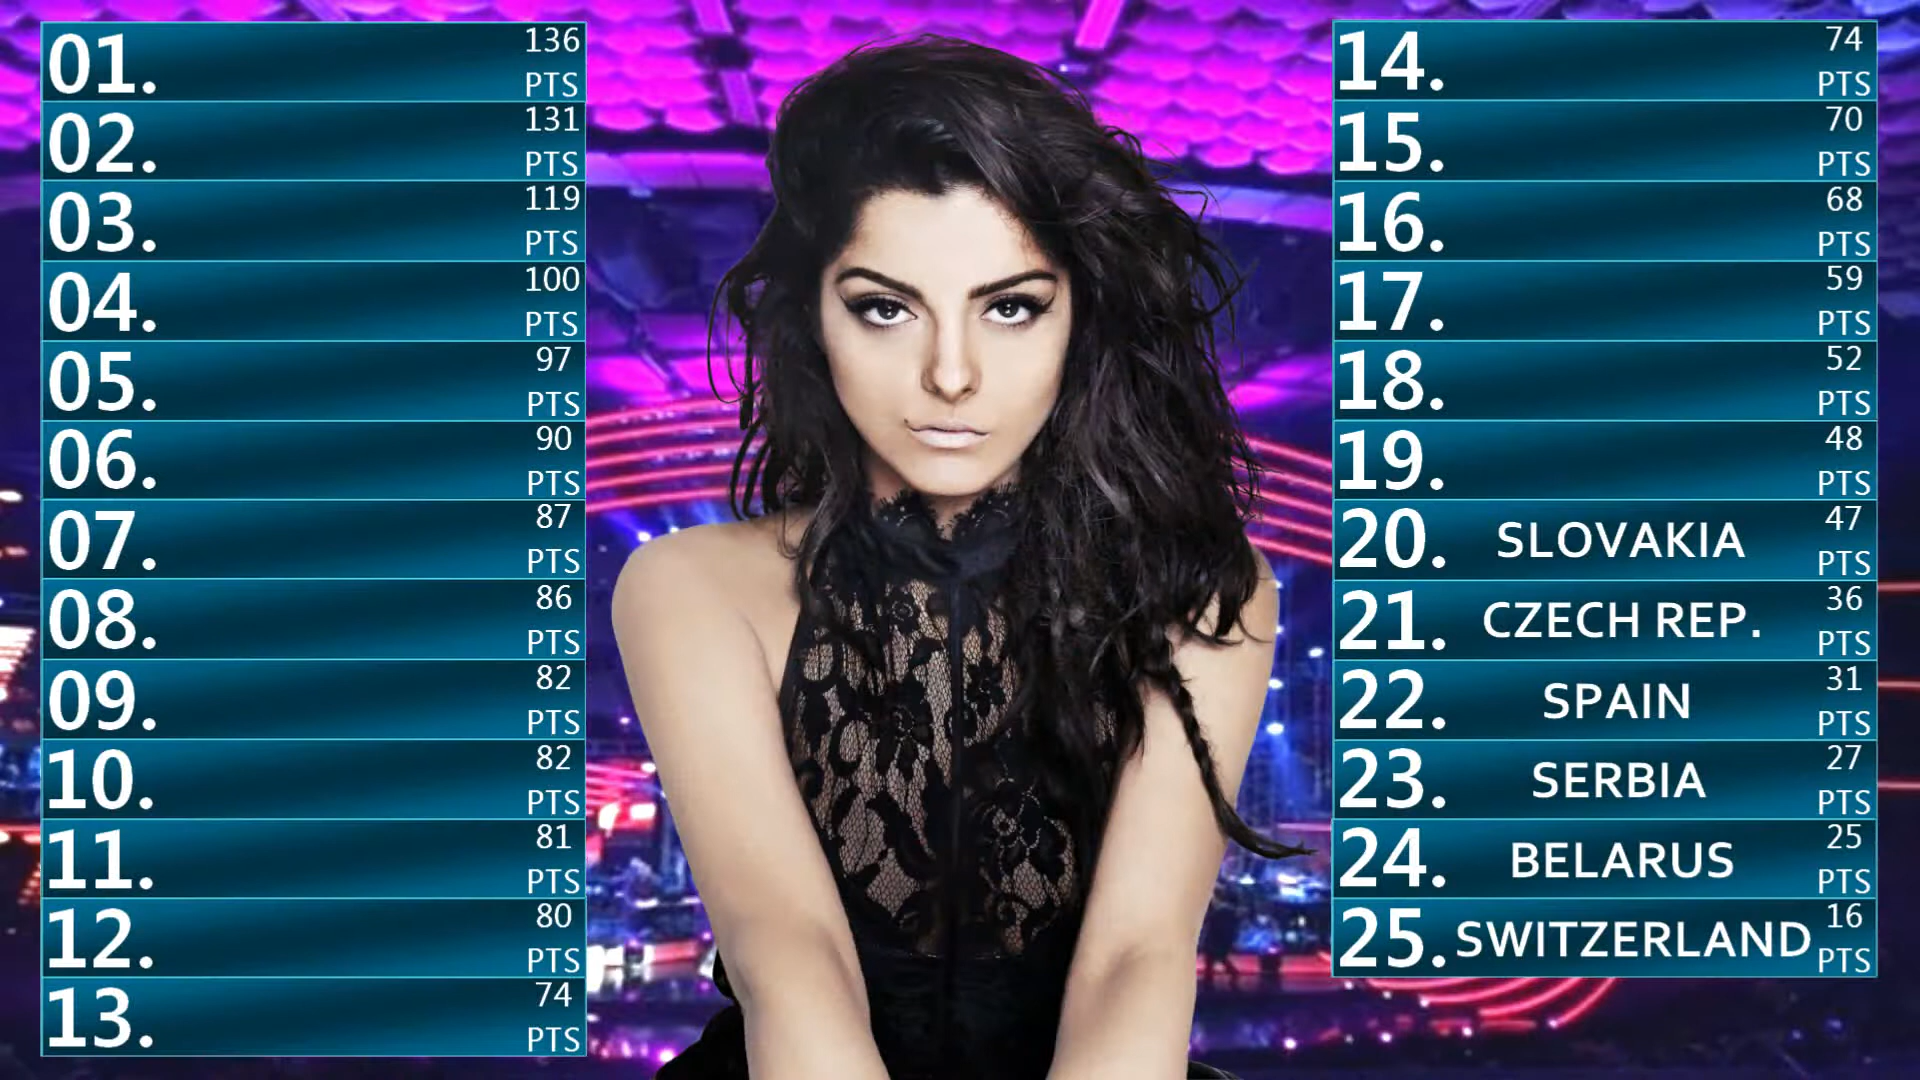 01. 136 PTS
02. 131 PTS
03. 119 PTS
04. 100 PTS
05. 97 PTS
06. 90 PTS
07. 87 PTS
08. 86 PTS
09. 82 PTS
10. 82 PTS
11. 81 PTS
12. 80 PTS
13. 74 PTS
14. 74 PTS
15. 70 PTS
16. 68 PTS
17. 59 PTS
18. 52 PTS
19. 48 PTS
20. SLOVAKIA 47 PTS
21. CZECH REP. 36 PTS
22. SPAIN 31 PTS
23. SERBIA 27 PTS
24. BELARUS 25 PTS
25. SWITZERLAND 16 PTS